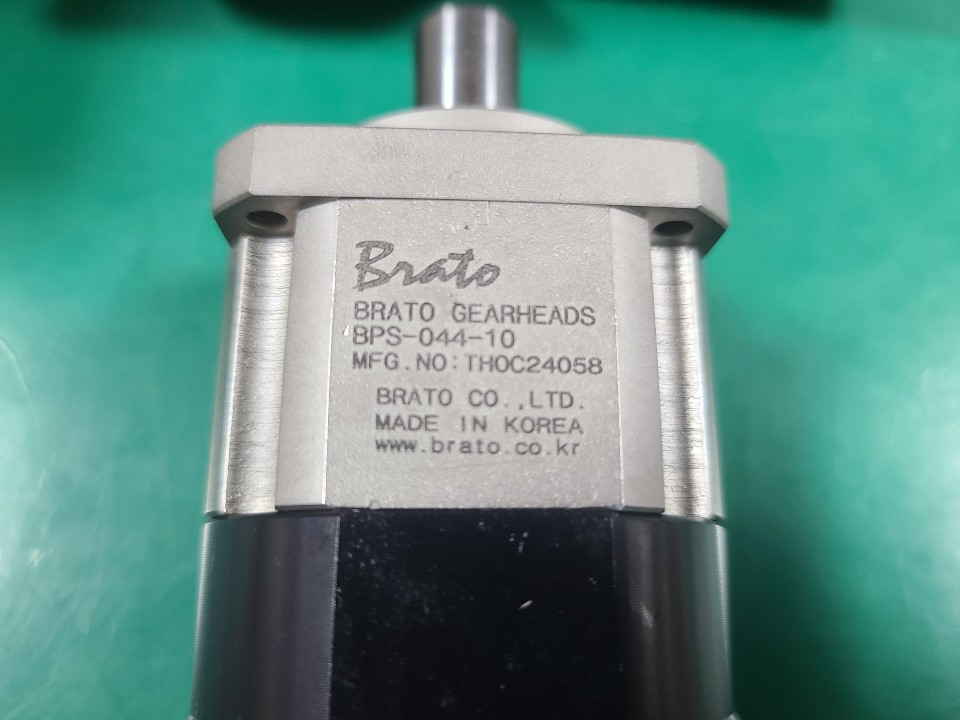 Brato
BRATO GEARHEADS
BPS-044-10
MFG.NO:THOC24058
BRATO CO.,LTD.
MADE IN KOREA
www.brato.co.kr